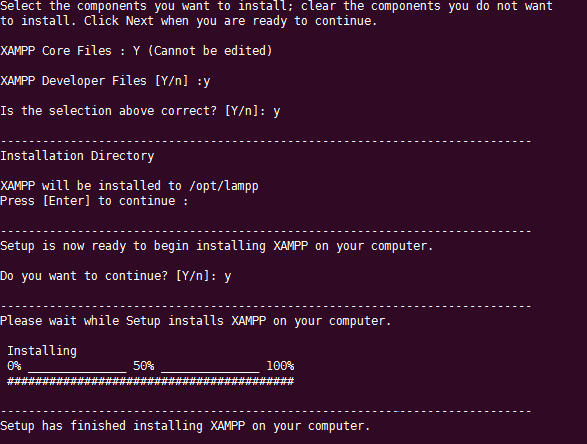 Select the components you want to install; clear the components you do not want
to install. Click Next when you are ready to continue.
XAMPP Core Files : Y (Cannot be edited)
XAMPP Developer Files [Y/n] :y
Is the selection above correct? [Y/n]: y
----------------------------------------------------------------------------
Installation Directory
XAMPP will be installed to /opt/lampp
Press [Enter] to continue :
----------------------------------------------------------------------------
Setup is now ready to begin installing XAMPP on your computer.
Do you want to continue? [Y/n]: y
----------------------------------------------------------------------------
Please wait while Setup installs XAMPP on your computer.
Installing
0% ______________ 50% ______________ 100%
#########################################
----------------------------------------------------------------------------
Setup has finished installing XAMPP on your computer.